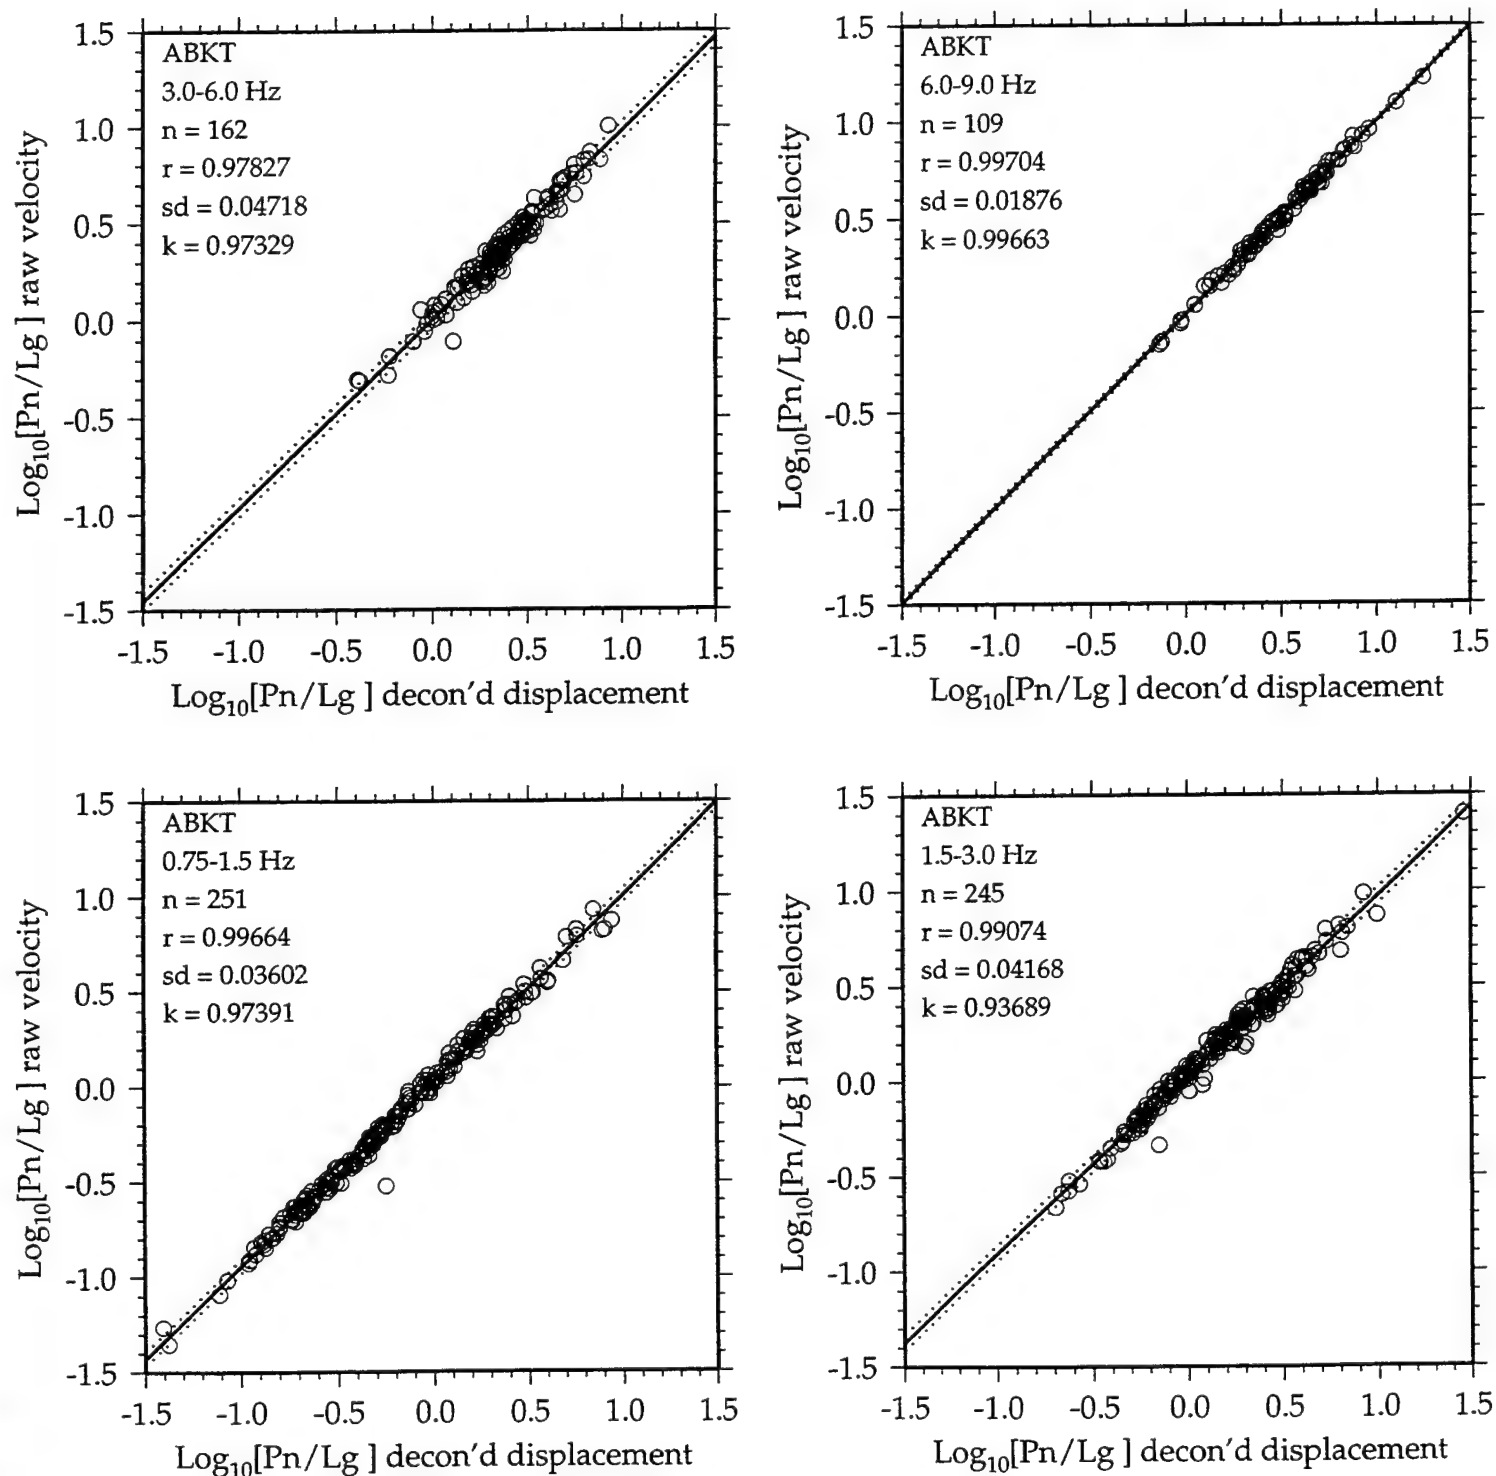 1.5
1.0
0.5
0.0
-0.5
-1.0
-1.5
Log10[Pn/Lg ] raw velocity
ABKT
3.0-6.0 Hz
n = 162
r = 0.97827
sd = 0.04718
k = 0.97329
-1.5 -1.0 -0.5 0.0 0.5 1.0 1.5
Log10[Pn/Lg ] decon'd displacement
1.5
1.0
0.5
0.0
-0.5
-1.0
-1.5
Log10[Pn/Lg ] raw velocity
ABKT
6.0-9.0 Hz
n = 109
r = 0.99704
sd = 0.01876
k = 0.99663
-1.5 -1.0 -0.5 0.0 0.5 1.0 1.5
Log10[Pn/Lg ] decon'd displacement
1.5
1.0
0.5
0.0
-0.5
-1.0
-1.5
Log10[Pn/Lg ] raw velocity
ABKT
0.75-1.5 Hz
n = 251
r = 0.99664
sd = 0.03602
k = 0.97391
-1.5 -1.0 -0.5 0.0 0.5 1.0 1.5
Log10[Pn/Lg ] decon'd displacement
1.5
1.0
0.5
0.0
-0.5
-1.0
-1.5
Log10[Pn/Lg ] raw velocity
ABKT
1.5-3.0 Hz
n = 245
r = 0.99074
sd = 0.04168
k = 0.93689
-1.5 -1.0 -0.5 0.0 0.5 1.0 1.5
Log10[Pn/Lg ] decon'd displacement